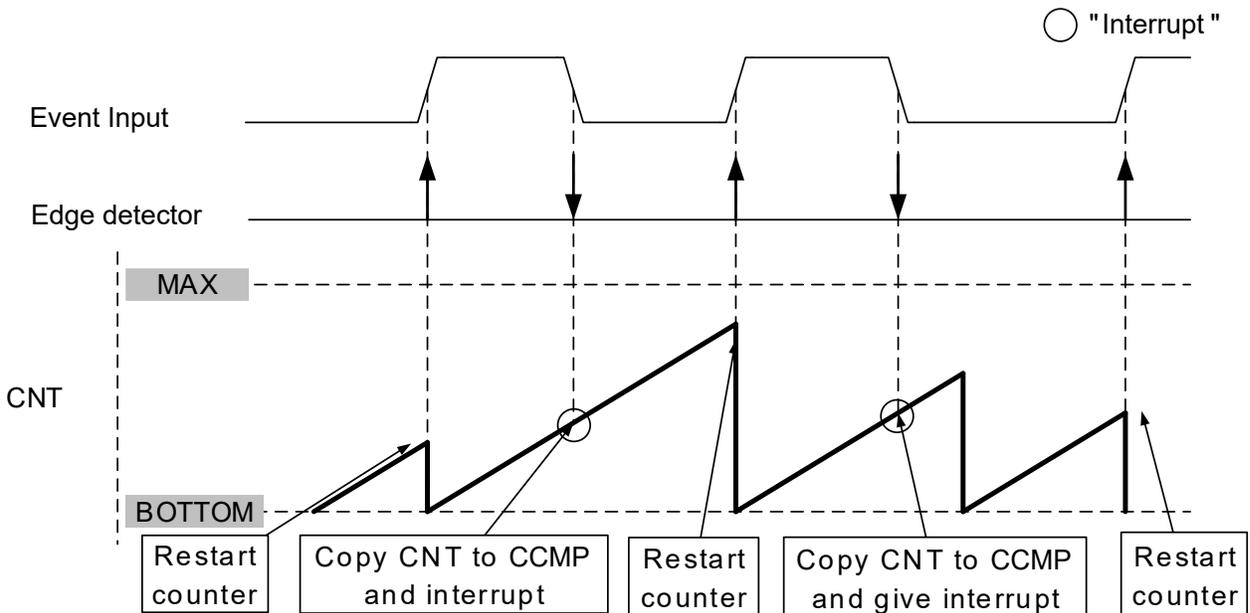 "Interrupt"
Event Input
Edge detector
MAX
CNT
BOTTOM
Restart
counter
Copy CNT to CCMP
and interrupt
Restart
counter
Copy CNT to CCMP
and give interrupt
Restart
counter